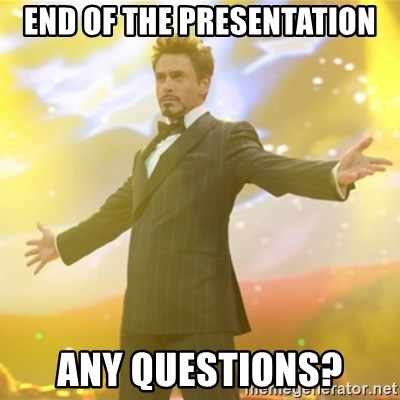 END OF THE PRESENTATION
ANY QUESTIONS?
memegenerator.net